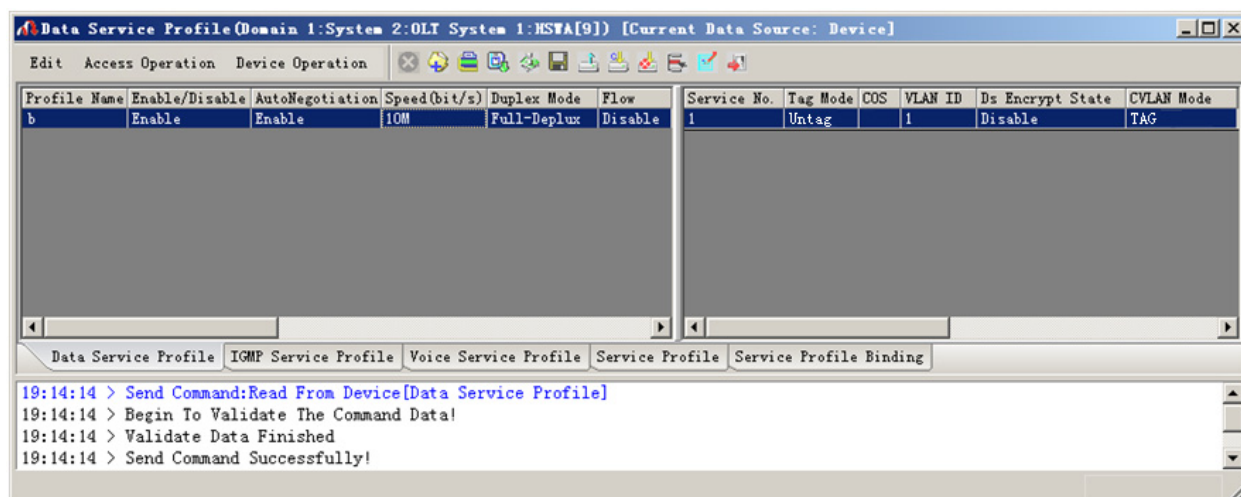 Data Service Profile(Domain 1:System 2:OLT System 1:HSWA[9]) [Current Data Source: Device]
Edit Access Operation Device Operation
Profile Name Enable/Disable AutoNegotiation Speed(bit/s) Duplex Mode Flow Service No. Tag Mode COS VLAN ID Ds Encrypt State CVLAN Mode
b Enable Enable 10M Full-Deplux Disable 1 Untag 1 Disable TAG
Data Service Profile IGMP Service Profile Voice Service Profile Service Profile Service Profile Binding
19:14:14 > Send Command:Read From Device[Data Service Profile]
19:14:14 > Begin To Validate The Command Data!
19:14:14 > Validate Data Finished
19:14:14 > Send Command Successfully!